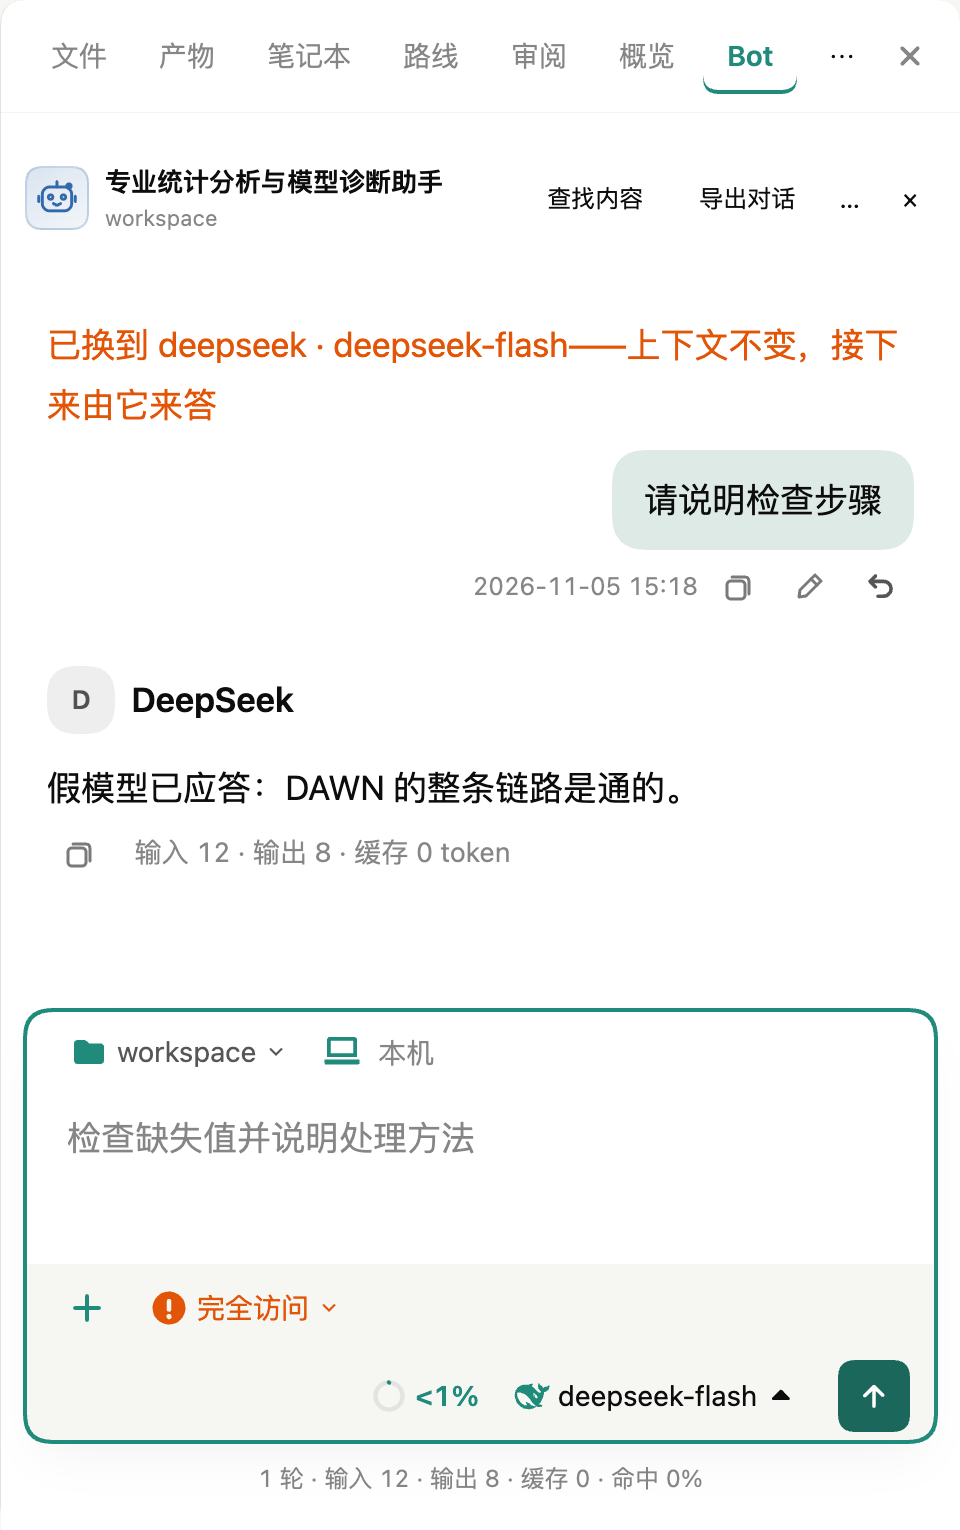 文件 产物 笔记本 路线 审阅 概览 Bot ··· ×
专业统计分析与模型诊断助手
workspace
查找内容 导出对话 ... ×
已换到 deepseek · deepseek-flash——上下文不变，接下
来由它来答
请说明检查步骤
2026-11-05 15:18
D DeepSeek
假模型已应答：DAWN 的整条链路是通的。
输入 12 · 输出 8 · 缓存 0 token
workspace 本机
检查缺失值并说明处理方法
完全访问
<1% deepseek-flash
1 轮 · 输入 12 · 输出 8 · 缓存 0 · 命中 0%